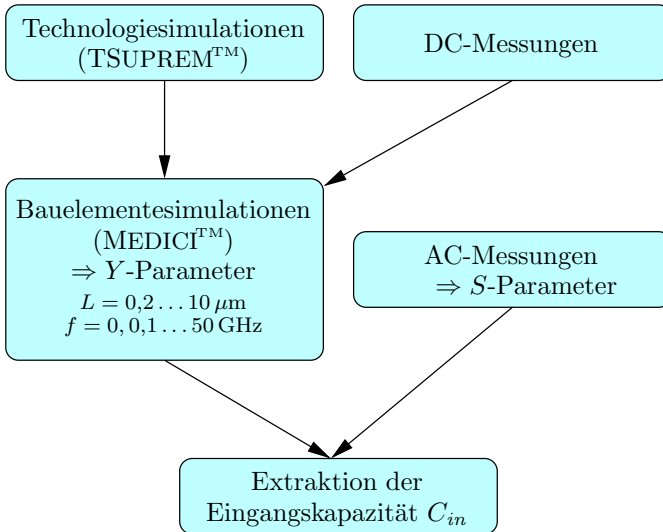 Technologiesimulationen
(TSUPREM™)
DC-Messungen
Bauelementesimulationen
(MEDICI™)
⇒ Y-Parameter
L = 0,2 . . . 10 μm
f = 0, 0,1 . . . 50 GHz
AC-Messungen
⇒ S-Parameter
Extraktion der
Eingangskapazität C_in